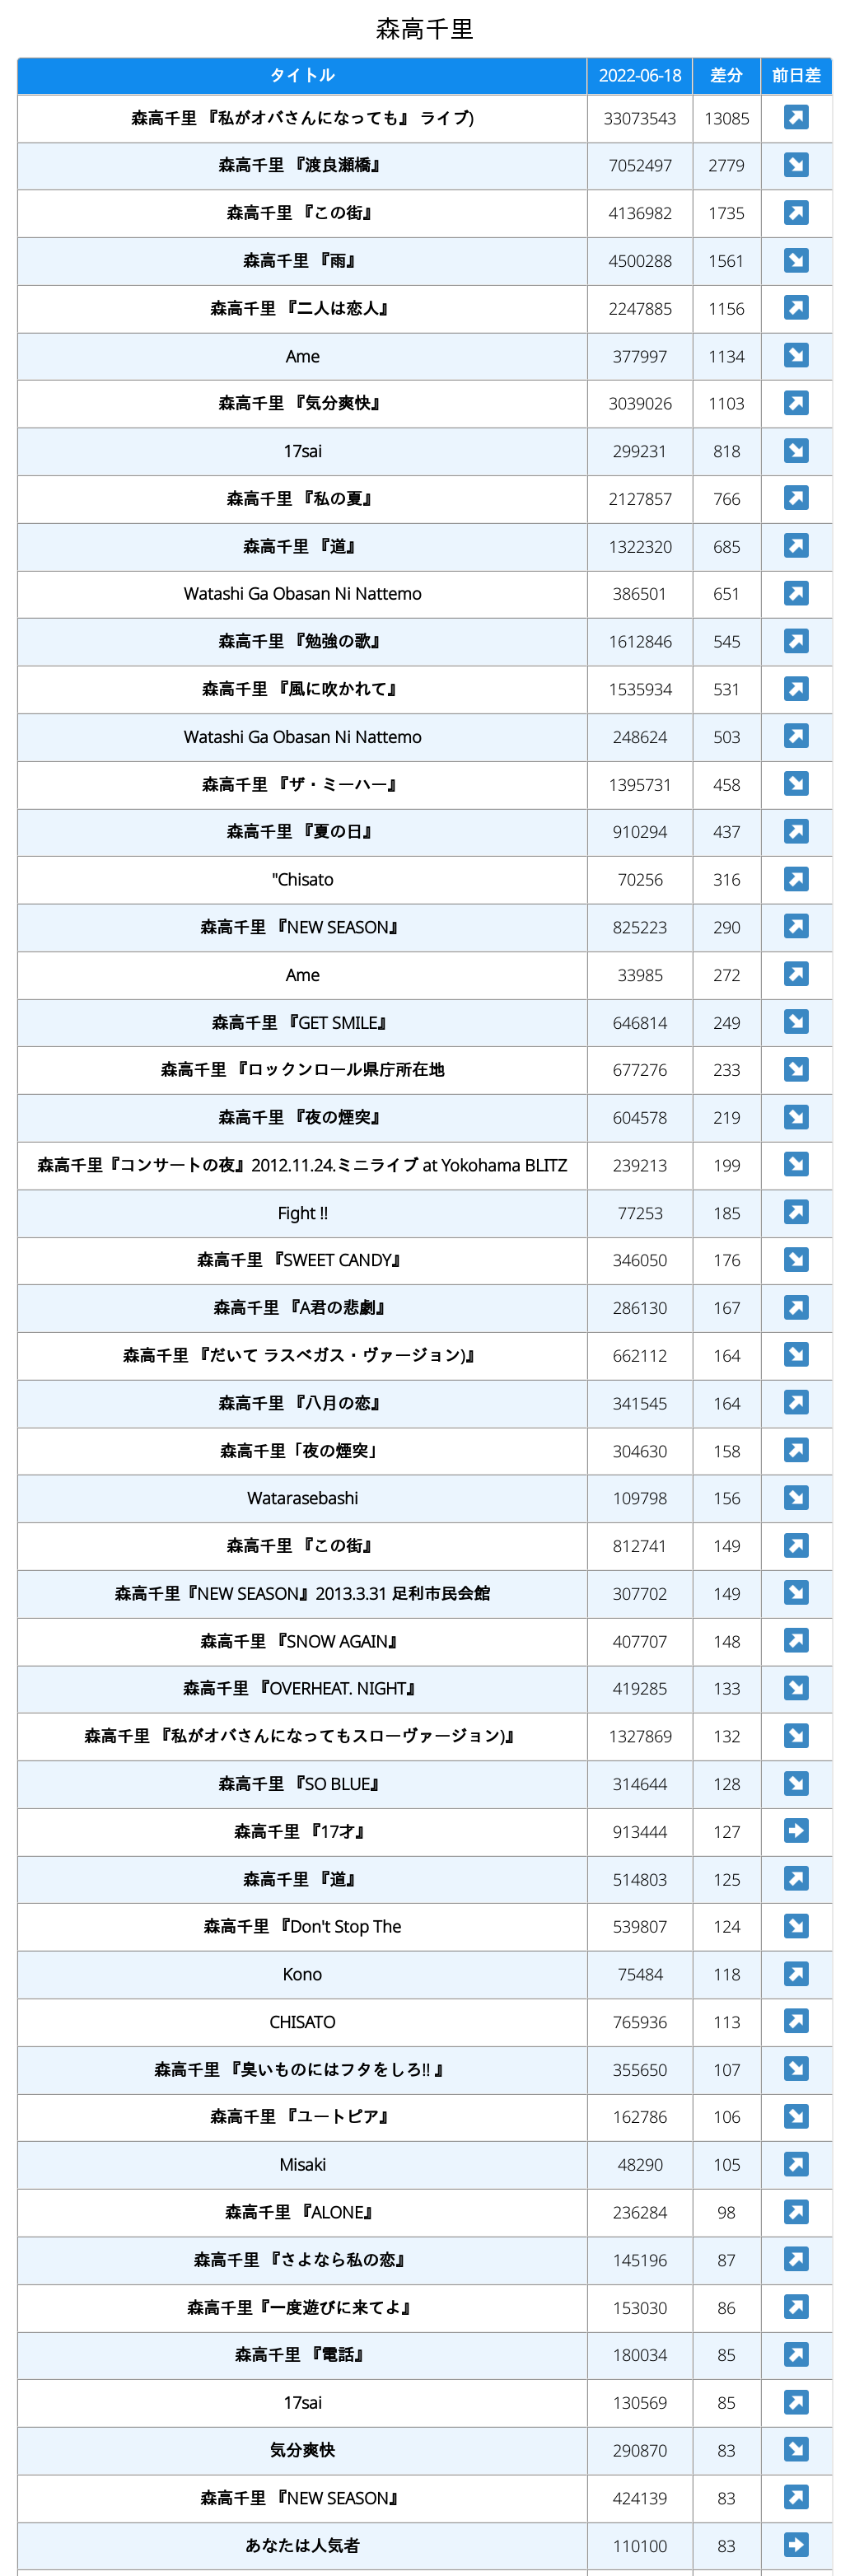 森高千里
タイトル 2022-06-18 差分 前日差
森高千里 『私がオバさんになっても』 ライブ) 33073543 13085
森高千里 『渡良瀬橋』 7052497 2779
森高千里 『この街』 4136982 1735
森高千里 『雨』 4500288 1561
森高千里 『二人は恋人』 2247885 1156
Ame 377997 1134
森高千里 『気分爽快』 3039026 1103
17sai 299231 818
森高千里 『私の夏』 2127857 766
森高千里 『道』 1322320 685
Watashi Ga Obasan Ni Nattemo 386501 651
森高千里 『勉強の歌』 1612846 545
森高千里 『風に吹かれて』 1535934 531
Watashi Ga Obasan Ni Nattemo 248624 503
森高千里 『ザ・ミーハー』 1395731 458
森高千里 『夏の日』 910294 437
"Chisato 70256 316
森高千里 『NEW SEASON』 825223 290
Ame 33985 272
森高千里 『GET SMILE』 646814 249
森高千里 『ロックンロール県庁所在地 677276 233
森高千里 『夜の煙突』 604578 219
森高千里『コンサートの夜』2012.11.24.ミニライブ at Yokohama BLITZ 239213 199
Fight !! 77253 185
森高千里 『SWEET CANDY』 346050 176
森高千里 『A君の悲劇』 286130 167
森高千里 『だいて ラスベガス・ヴァージョン)』 662112 164
森高千里 『八月の恋』 341545 164
森高千里「夜の煙突」 304630 158
Watarasebashi 109798 156
森高千里 『この街』 812741 149
森高千里『NEW SEASON』2013.3.31 足利市民会館 307702 149
森高千里 『SNOW AGAIN』 407707 148
森高千里 『OVERHEAT. NIGHT』 419285 133
森高千里 『私がオバさんになってもスローヴァージョン)』 1327869 132
森高千里 『SO BLUE』 314644 128
森高千里 『17才』 913444 127
森高千里 『道』 514803 125
森高千里 『Don't Stop The 539807 124
Kono 75484 118
CHISATO 765936 113
森高千里 『臭いものにはフタをしろ!! 』 355650 107
森高千里 『ユートピア』 162786 106
Misaki 48290 105
森高千里 『ALONE』 236284 98
森高千里 『さよなら私の恋』 145196 87
森高千里『一度遊びに来てよ』 153030 86
森高千里 『電話』 180034 85
17sai 130569 85
気分爽快 290870 83
森高千里 『NEW SEASON』 424139 83
あなたは人気者 110100 83